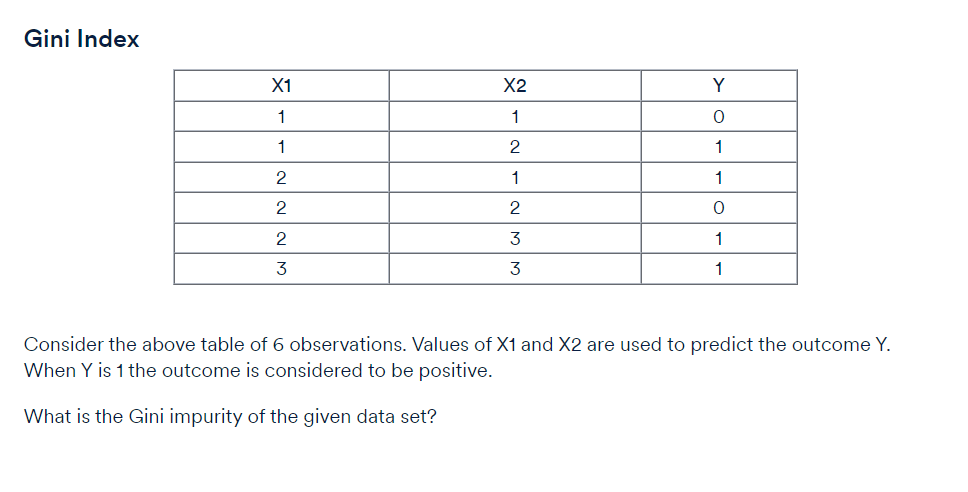 Gini Index
X1 X2 Y
1 1 0
1 2 1
2 1 1
2 2 0
2 3 1
3 3 1
Consider the above table of 6 observations. Values of X1 and X2 are used to predict the outcome Y.
When Y is 1 the outcome is considered to be positive.
What is the Gini impurity of the given data set?